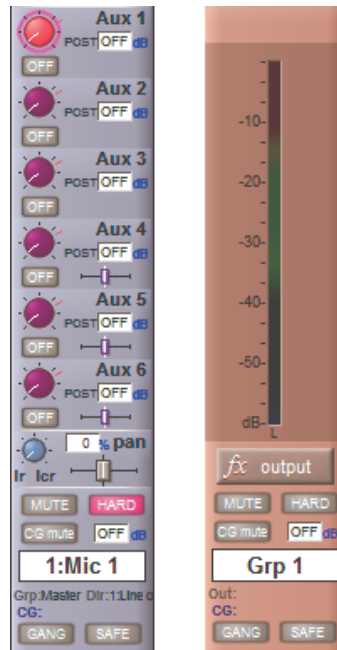 Aux 1
POST OFF dB
OFF
Aux 2
POST OFF dB
OFF
Aux 3
POST OFF dB
OFF
Aux 4
POST OFF dB
OFF
Aux 5
POST OFF dB
OFF
Aux 6
POST OFF dB
OFF
0 % pan
lr lcr
MUTE HARD
CG mute OFF dB
1:Mic 1
Grp:Master Dir:1:Line o
CG:
GANG SAFE
-10-
-20-
-30-
-40-
-50-
dB-
L
fx output
MUTE HARD
CG mute OFF dB
Grp 1
Out:
CG:
GANG SAFE